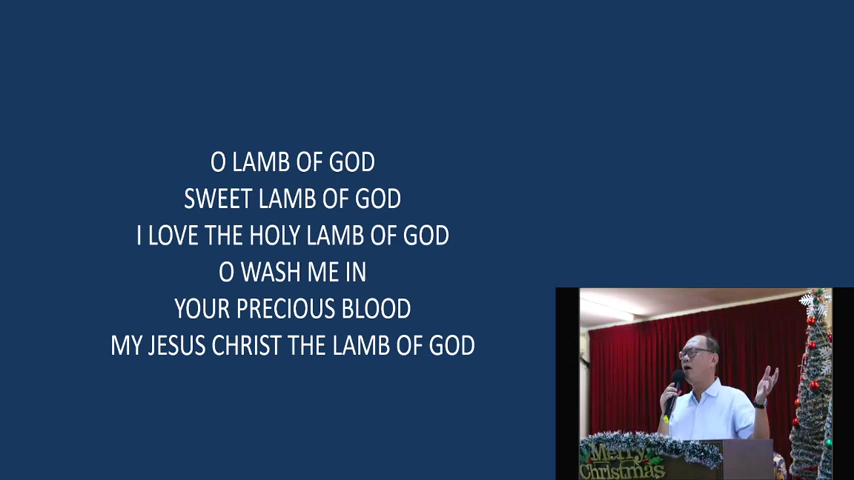 O LAMB OF GOD
SWEET LAMB OF GOD
I LOVE THE HOLY LAMB OF GOD
O WASH ME IN
YOUR PRECIOUS BLOOD
MY JESUS CHRIST THE LAMB OF GOD
Merry
Christmas